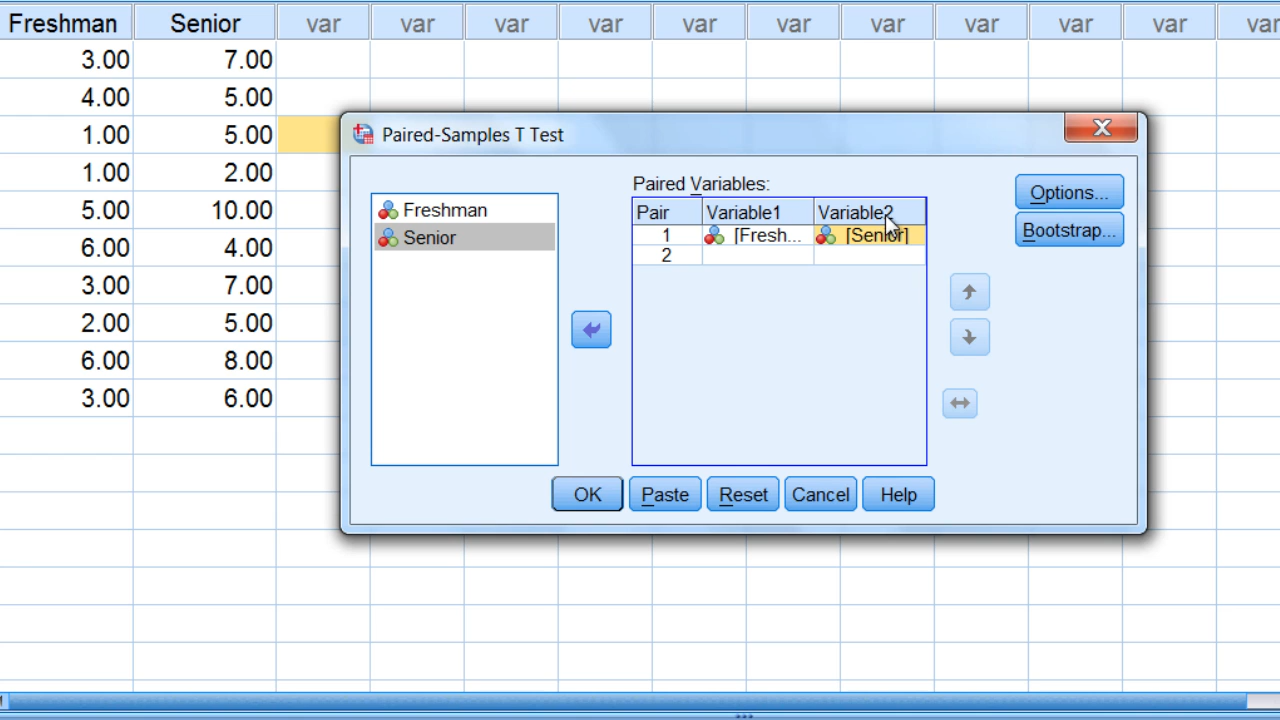 Freshman Senior var var var var var var var var var var var
3.00 7.00
4.00 5.00
1.00 5.00
1.00 2.00
5.00 10.00
6.00 4.00
3.00 7.00
2.00 5.00
6.00 8.00
3.00 6.00
Paired-Samples T Test
Freshman
Senior
Paired Variables:
Pair Variable1 Variable2
1 [Fresh... [Senior]
2
Options...
Bootstrap...
OK Paste Reset Cancel Help